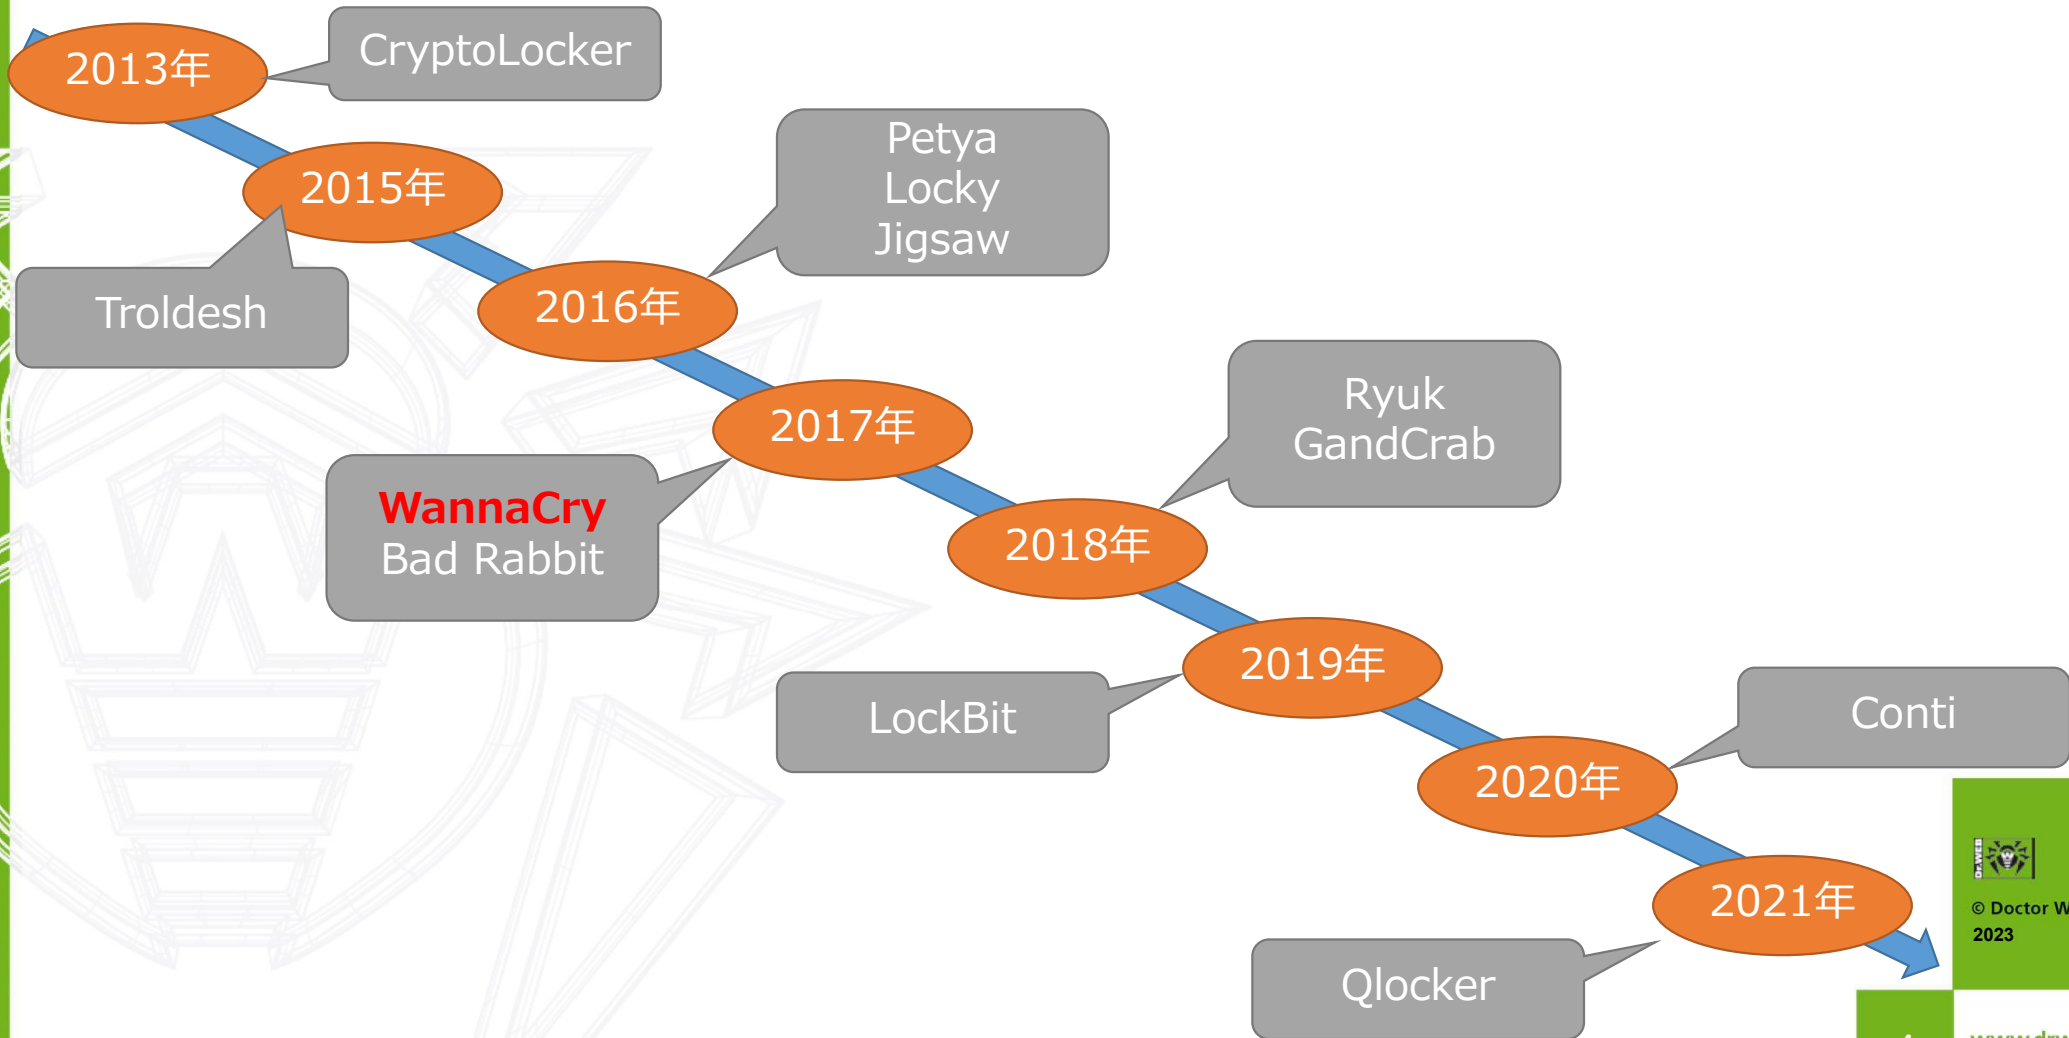 2013年
CryptoLocker
2015年
Troldesh
Petya
Locky
Jigsaw
2016年
2017年
WannaCry
Bad Rabbit
Ryuk
GandCrab
2018年
2019年
LockBit
Conti
2020年
2021年
Qlocker
Dr.WEB
© Doctor W
2023